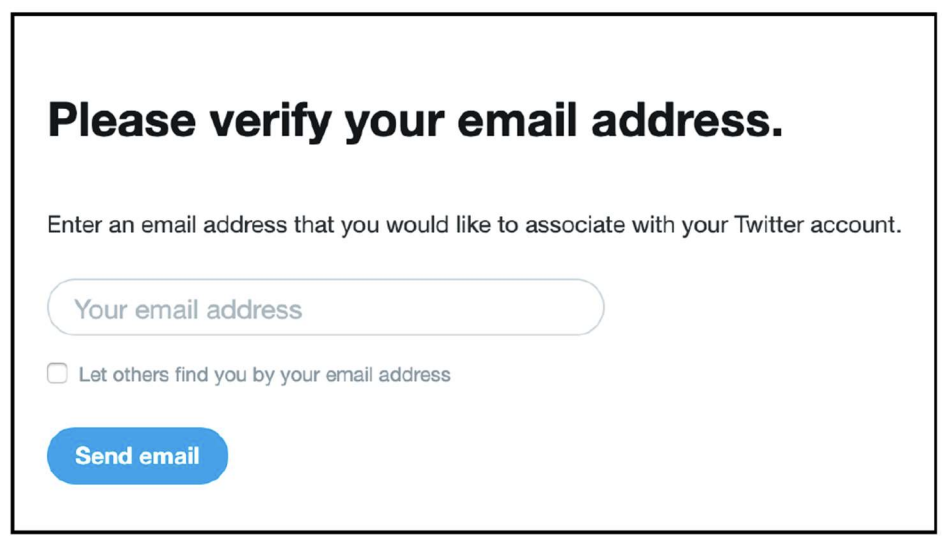 Please verify your email address.
Enter an email address that you would like to associate with your Twitter account.
Your email address
Let others find you by your email address
Send email